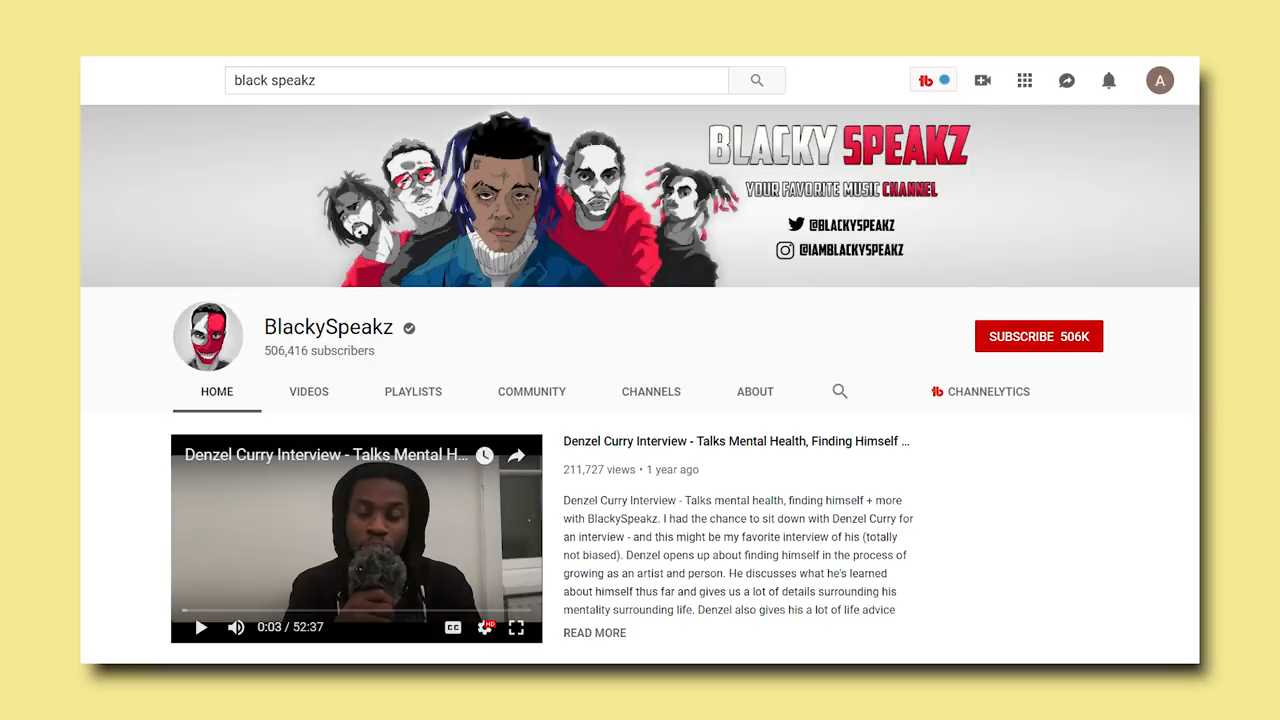 black speakz
A
BLACKY SPEAKZ
YOUR FAVORITE MUSIC CHANNEL
@BLACKYSPEAKZ
@IAMBLACKYSPEAKZ
BlackySpeakz
506,416 subscribers
SUBSCRIBE 506K
HOME VIDEOS PLAYLISTS COMMUNITY CHANNELS ABOUT CHANNELYTICS
Denzel Curry Interview - Talks Mental H...
0:03 / 52:37
CC
HD
Denzel Curry Interview - Talks Mental Health, Finding Himself ...
211,727 views • 1 year ago
Denzel Curry Interview - Talks mental health, finding himself + more
with BlackySpeakz. I had the chance to sit down with Denzel Curry for
an interview - and this might be my favorite interview of his (totally
not biased). Denzel opens up about finding himself in the process of
growing as an artist and person. He discusses what he's learned
about himself thus far and gives us a lot of details surrounding his
mentality surrounding life. Denzel also gives his a lot of life advice
READ MORE